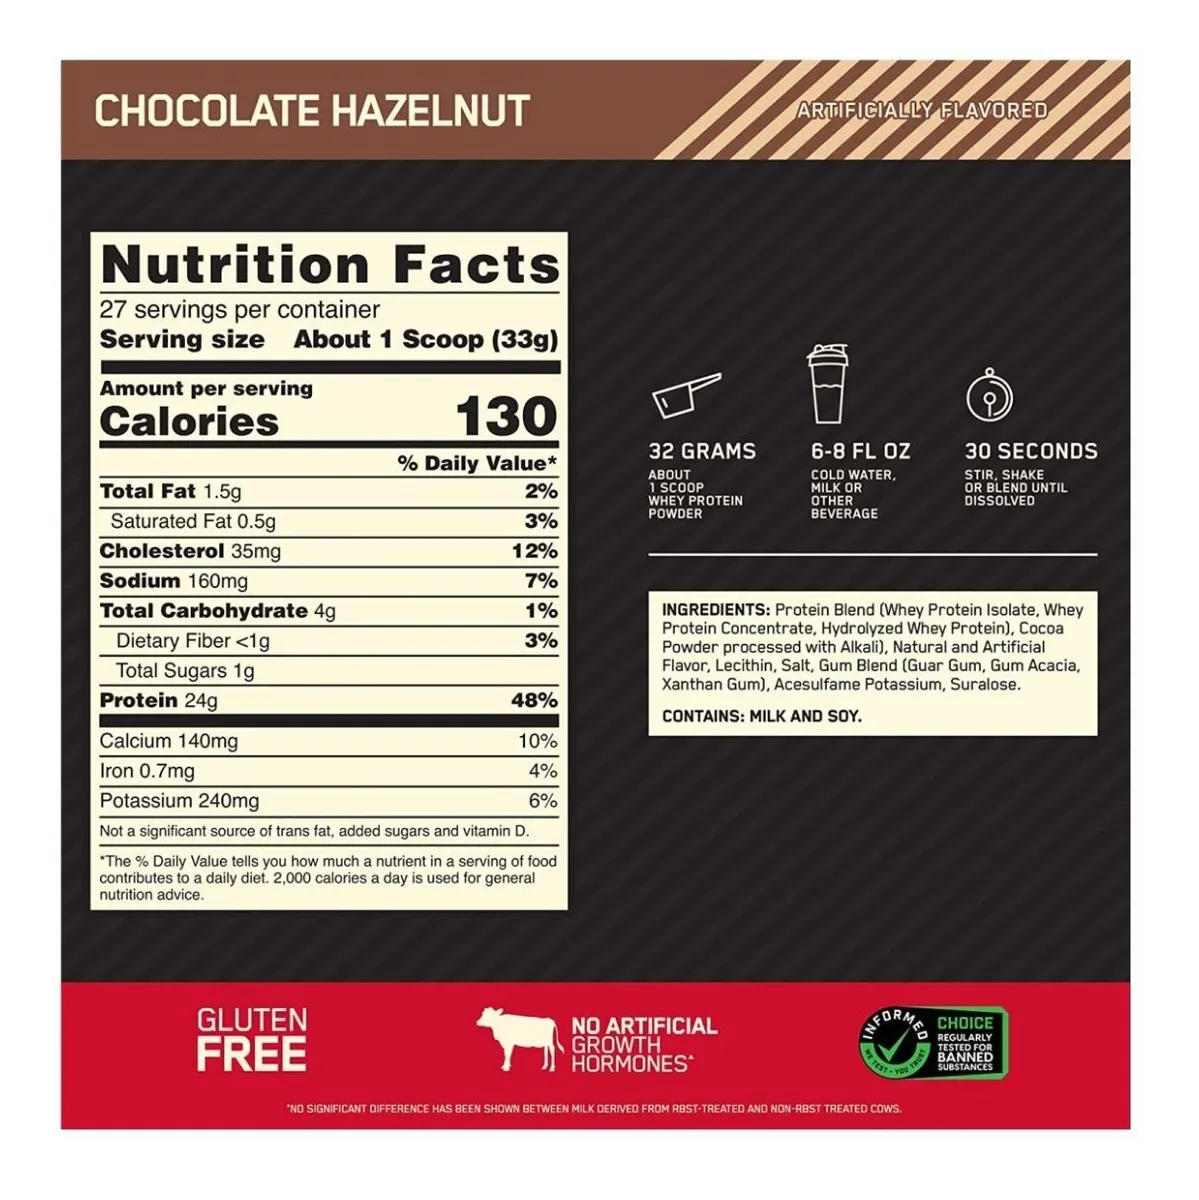 CHOCOLATE HAZELNUT
ARTIFICIALLY FLAVORED
Nutrition Facts
27 servings per container
Serving size About 1 Scoop (33g)
Amount per serving
Calories 130
% Daily Value*
Total Fat 1.5g 2%
Saturated Fat 0.5g 3%
Cholesterol 35mg 12%
Sodium 160mg 7%
Total Carbohydrate 4g 1%
Dietary Fiber <1g 3%
Total Sugars 1g
Protein 24g 48%
Calcium 140mg 10%
Iron 0.7mg 4%
Potassium 240mg 6%
Not a significant source of trans fat, added sugars and vitamin D.
*The % Daily Value tells you how much a nutrient in a serving of food
contributes to a daily diet. 2,000 calories a day is used for general
nutrition advice.
32 GRAMS
ABOUT
1 SCOOP
WHEY PROTEIN
POWDER
6-8 FL OZ
COLD WATER,
MILK OR
OTHER
BEVERAGE
30 SECONDS
STIR, SHAKE
OR BLEND UNTIL
DISSOLVED
INGREDIENTS: Protein Blend (Whey Protein Isolate, Whey
Protein Concentrate, Hydrolyzed Whey Protein), Cocoa
Powder processed with Alkali), Natural and Artificial
Flavor, Lecithin, Salt, Gum Blend (Guar Gum, Gum Acacia,
Xanthan Gum), Acesulfame Potassium, Suralose.
CONTAINS: MILK AND SOY.
GLUTEN
FREE
NO ARTIFICIAL
GROWTH
HORMONES^
INFORMED
WE TEST • YOU TRUST
CHOICE
REGULARLY
TESTED FOR
BANNED
SUBSTANCES
^NO SIGNIFICANT DIFFERENCE HAS BEEN SHOWN BETWEEN MILK DERIVED FROM RBST-TREATED AND NON-RBST TREATED COWS.